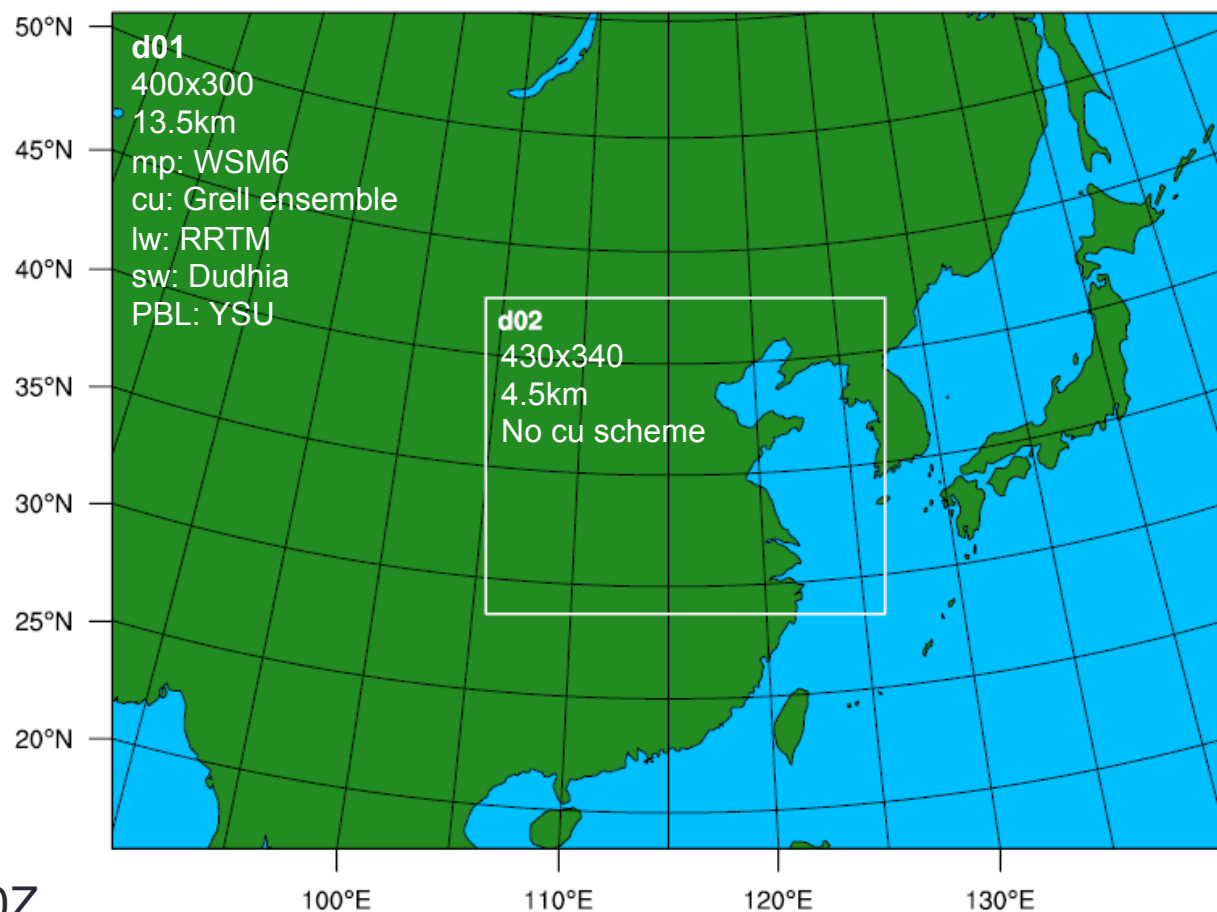 50°N
45°N
40°N
35°N
30°N
25°N
20°N
d01
400x300
13.5km
mp: WSM6
cu: Grell ensemble
lw: RRTM
sw: Dudhia
PBL: YSU
d02
430x340
4.5km
No cu scheme
100°E
110°E
120°E
130°E